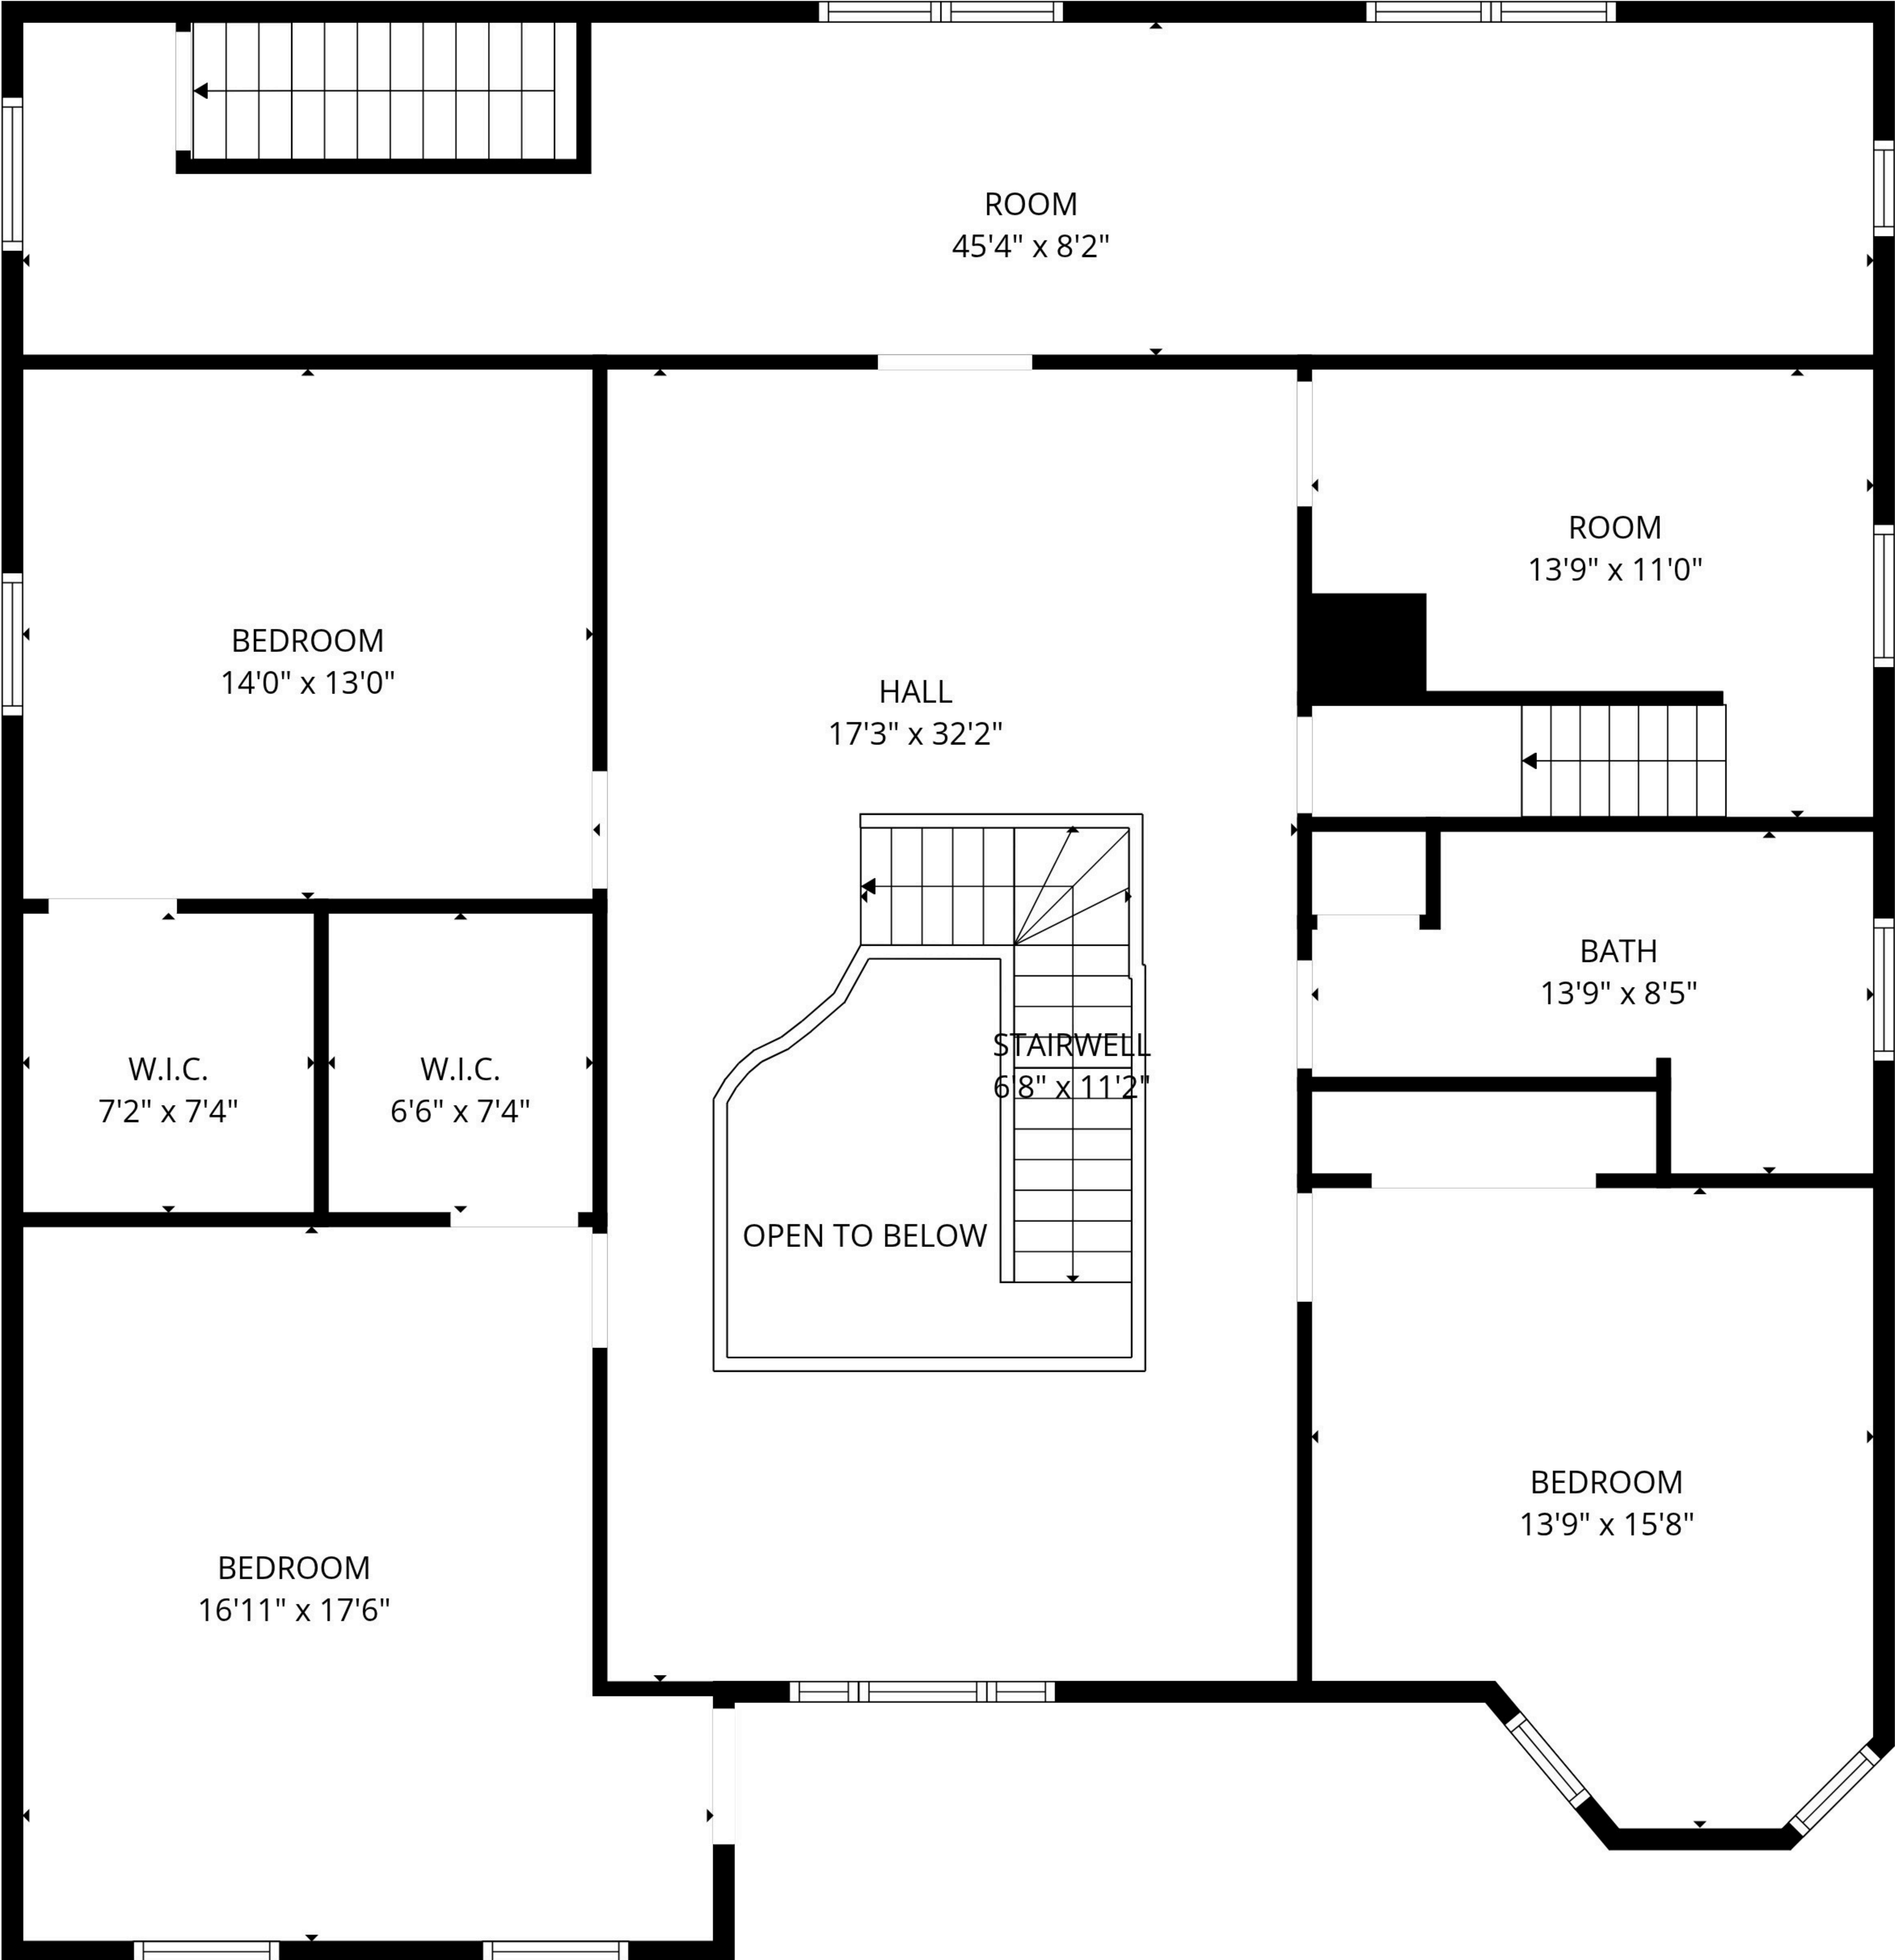 ROOM
45'4" x 8'2"
ROOM
13'9" x 11'0"
BEDROOM
14'0" x 13'0"
HALL
17'3" x 32'2"
BATH
13'9" x 8'5"
STAIRWELL
6'8" x 11'2"
W.I.C.
7'2" x 7'4"
W.I.C.
6'6" x 7'4"
OPEN TO BELOW
BEDROOM
13'9" x 15'8"
BEDROOM
16'11" x 17'6"